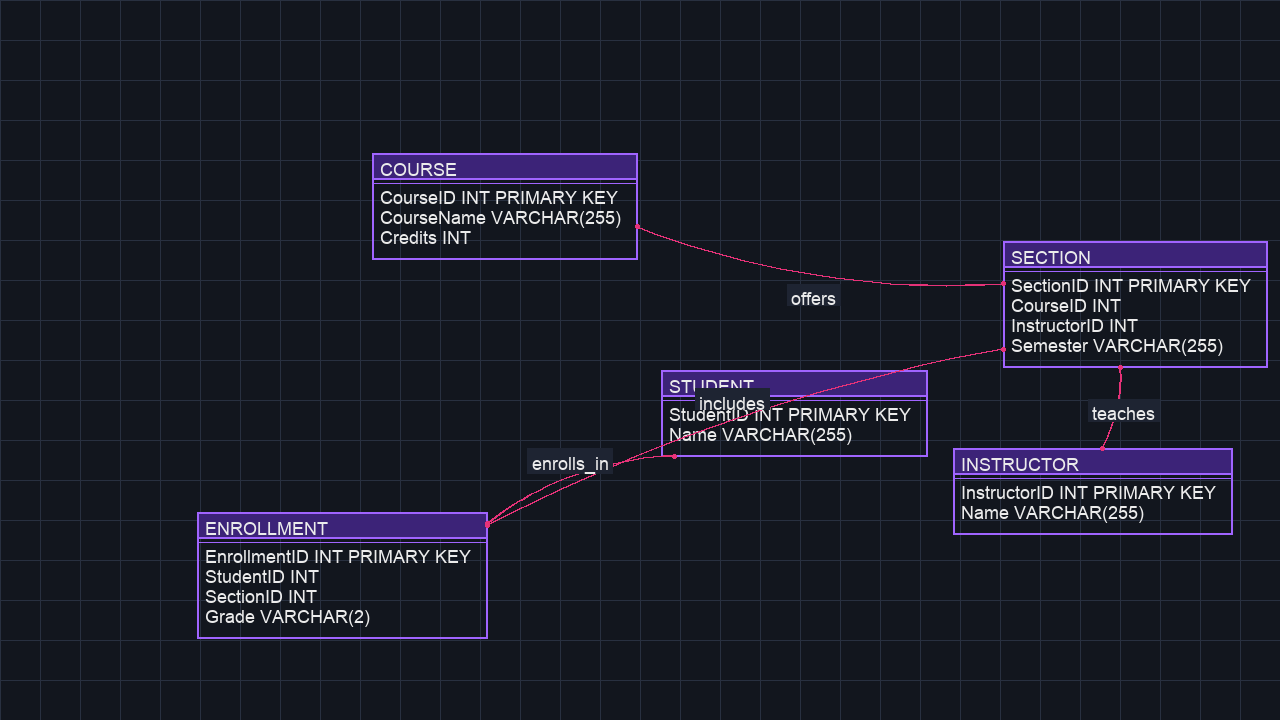 COURSE
CourseID INT PRIMARY KEY
CourseName VARCHAR(255)
Credits INT
offers
SECTION
SectionID INT PRIMARY KEY
CourseID INT
InstructorID INT
Semester VARCHAR(255)
STUDENT
includes
StudentID INT PRIMARY KEY
Name VARCHAR(255)
teaches
enrolls_in
INSTRUCTOR
InstructorID INT PRIMARY KEY
Name VARCHAR(255)
ENROLLMENT
EnrollmentID INT PRIMARY KEY
StudentID INT
SectionID INT
Grade VARCHAR(2)